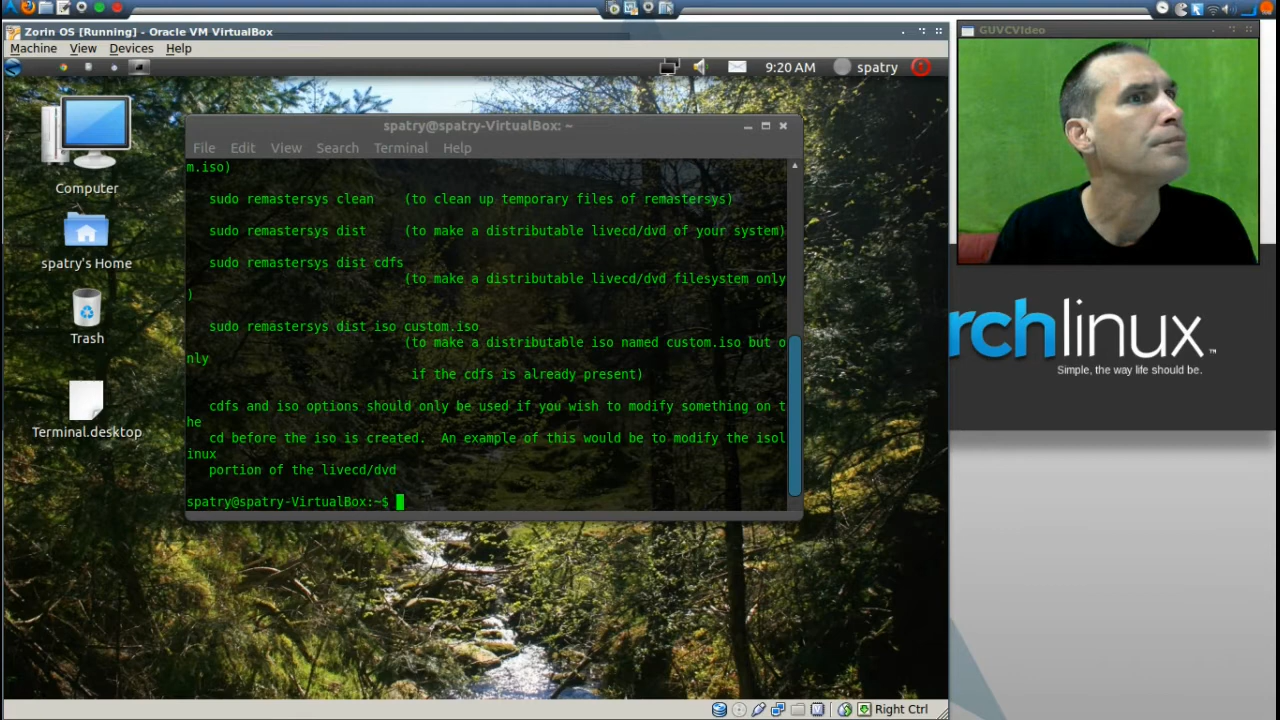 Zorin OS [Running] - Oracle VM VirtualBox
GUVCVideo
Machine View Devices Help
9:20 AM spatry
spatry@spatry-VirtualBox: ~
File Edit View Search Terminal Help
m.iso)
sudo remastersys clean (to clean up temporary files of remastersys)
sudo remastersys dist (to make a distributable livecd/dvd of your system)
sudo remastersys dist cdfs
(to make a distributable livecd/dvd filesystem only
)
sudo remastersys dist iso custom.iso
(to make a distributable iso named custom.iso but o
nly
if the cdfs is already present)
cdfs and iso options should only be used if you wish to modify something on t
he
cd before the iso is created. An example of this would be to modify the isol
inux
portion of the livecd/dvd
spatry@spatry-VirtualBox:~$
Computer
spatry's Home
Trash
Terminal.desktop
rchlinux™
Simple, the way life should be.
Right Ctrl